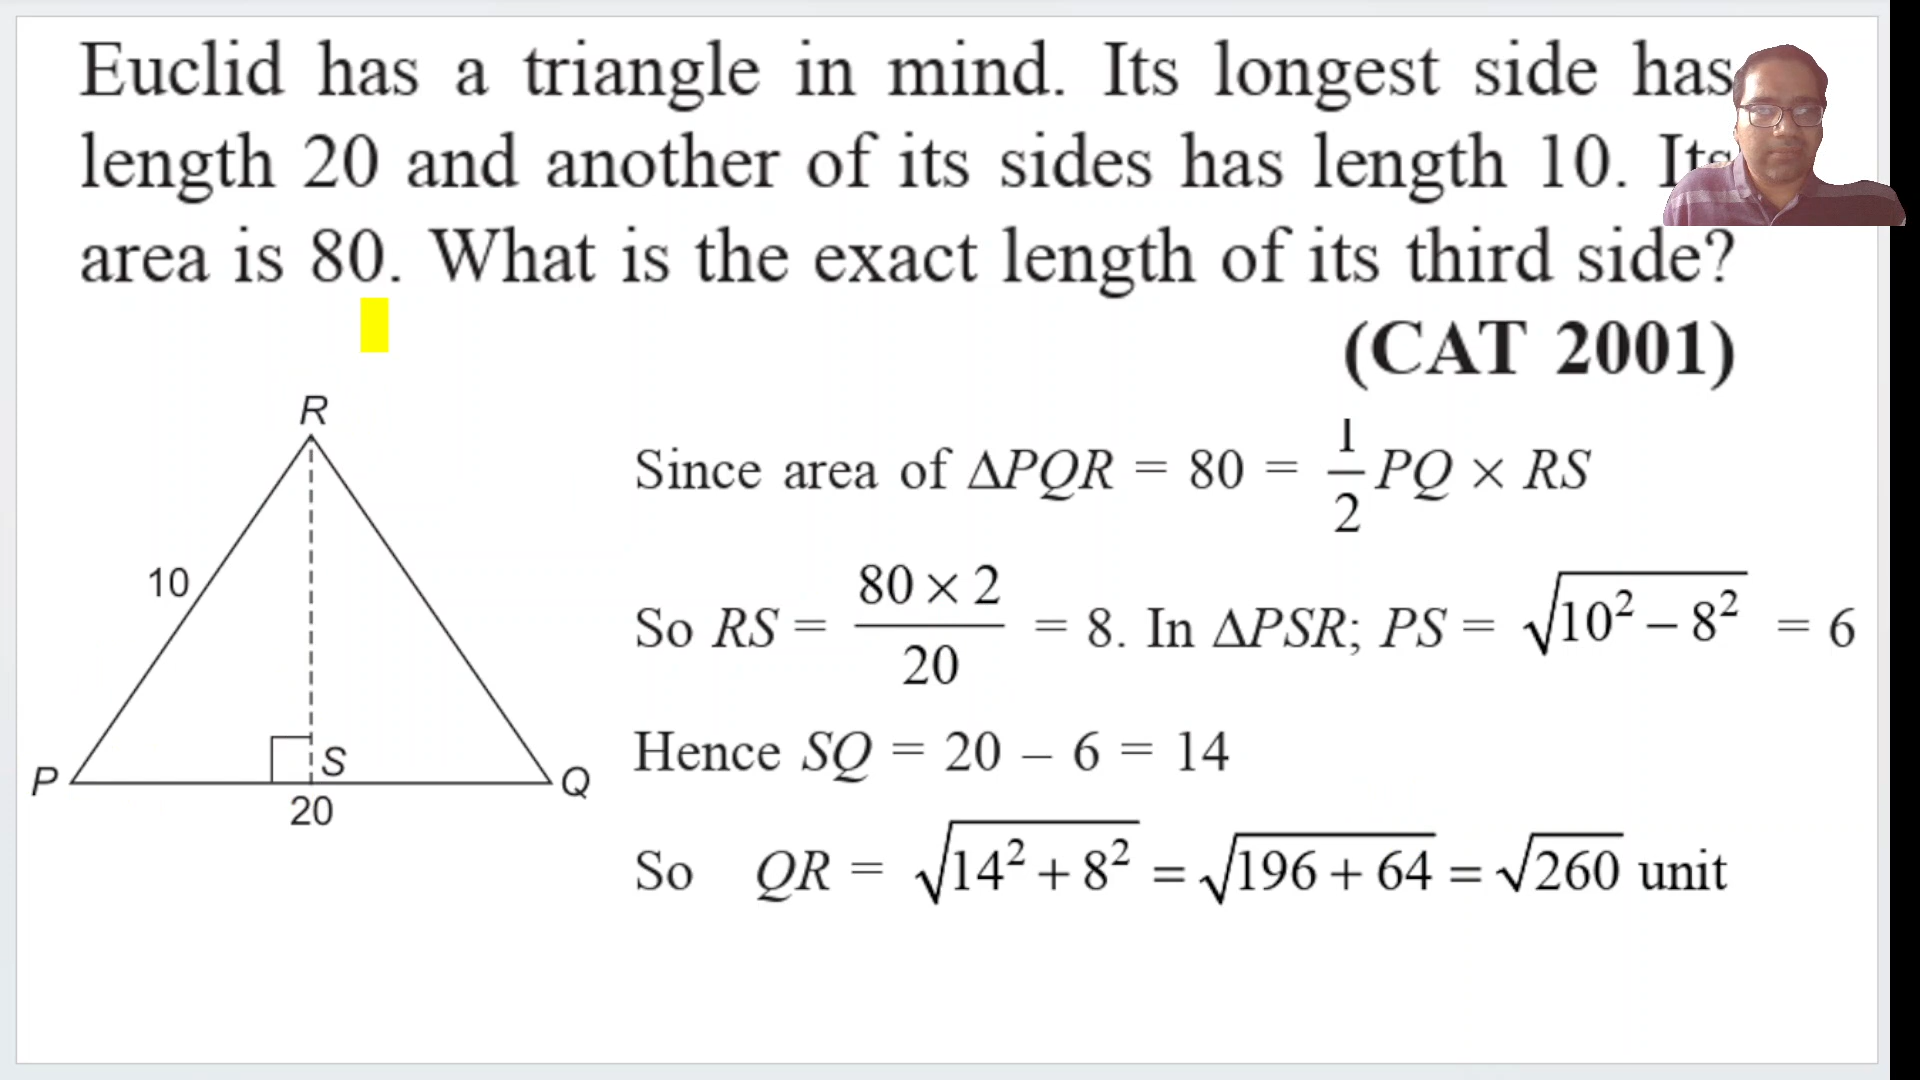 Euclid has a triangle in mind. Its longest side has
length 20 and another of its sides has length 10. Its
area is 80. What is the exact length of its third side?
(CAT 2001)
R
10
P
S
Q
20
Since area of ΔPQR = 80 = 1/2 PQ × RS
So RS = (80 × 2)/20 = 8. In ΔPSR; PS = √(10² – 8²) = 6
Hence SQ = 20 – 6 = 14
So QR = √(14² + 8²) = √(196 + 64) = √260 unit